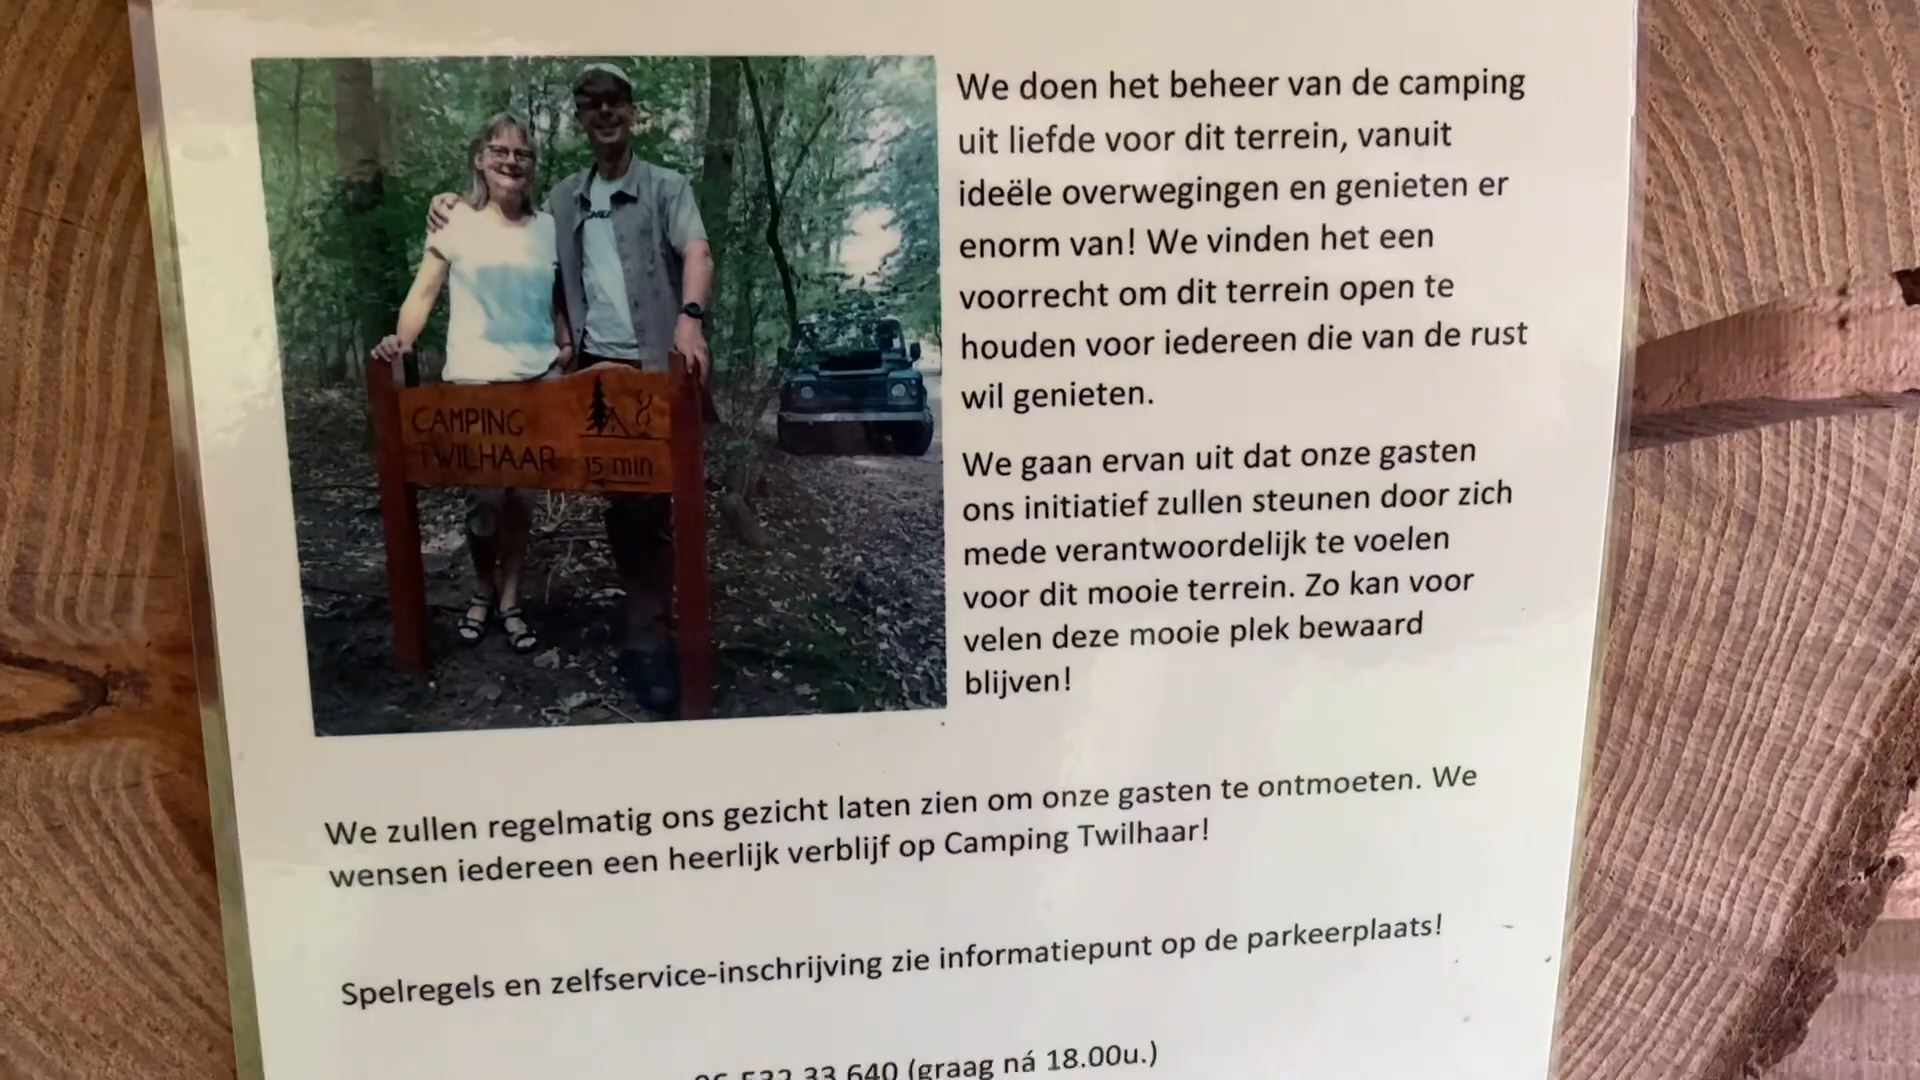 We doen het beheer van de camping
uit liefde voor dit terrein, vanuit
ideële overwegingen en genieten er
enorm van! We vinden het een
voorrecht om dit terrein open te
houden voor iedereen die van de rust
wil genieten.
We gaan ervan uit dat onze gasten
ons initiatief zullen steunen door zich
mede verantwoordelijk te voelen
voor dit mooie terrein. Zo kan voor
velen deze mooie plek bewaard
blijven!
CAMPING
TWILHAAR 15 min
We zullen regelmatig ons gezicht laten zien om onze gasten te ontmoeten. We
wensen iedereen een heerlijk verblijf op Camping Twilhaar!
Spelregels en zelfservice-inschrijving zie informatiepunt op de parkeerplaats!
33 640 (graag ná 18.00u.)